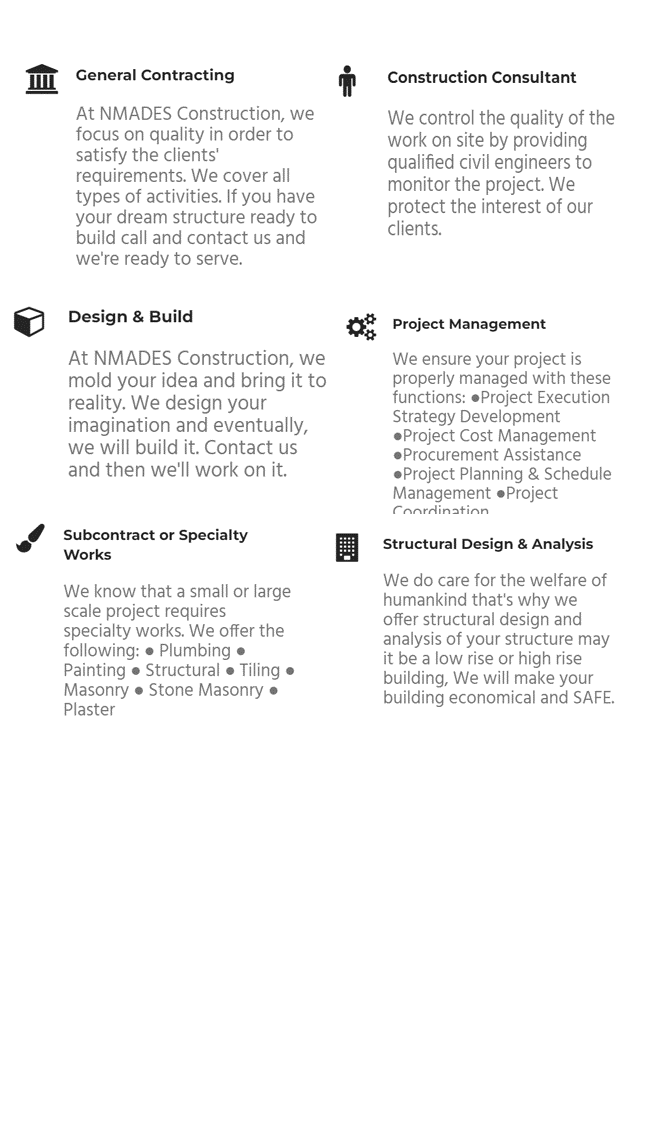 General Contracting
At NMADES Construction, we
focus on quality in order to
satisfy the clients'
requirements. We cover all
types of activities. If you have
your dream structure ready to
build call and contact us and
we're ready to serve.
Construction Consultant
We control the quality of the
work on site by providing
qualified civil engineers to
monitor the project. We
protect the interest of our
clients.
Design & Build
At NMADES Construction, we
mold your idea and bring it to
reality. We design your
imagination and eventually,
we will build it. Contact us
and then we'll work on it.
Project Management
We ensure your project is
properly managed with these
functions: ●Project Execution
Strategy Development
●Project Cost Management
●Procurement Assistance
●Project Planning & Schedule
Management ●Project
Coordination
Subcontract or Specialty
Works
We know that a small or large
scale project requires
specialty works. We offer the
following: ● Plumbing ●
Painting ● Structural ● Tiling ●
Masonry ● Stone Masonry ●
Plaster
Structural Design & Analysis
We do care for the welfare of
humankind that's why we
offer structural design and
analysis of your structure may
it be a low rise or high rise
building, We will make your
building economical and SAFE.